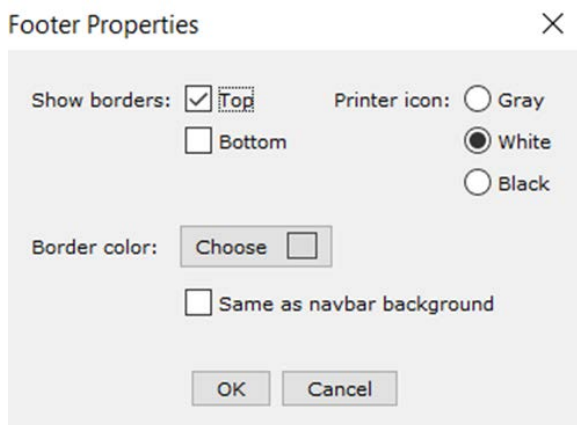 Footer Properties
Show borders: Top Printer icon: Gray
Bottom White
Black
Border color: Choose
Same as navbar background
OK Cancel